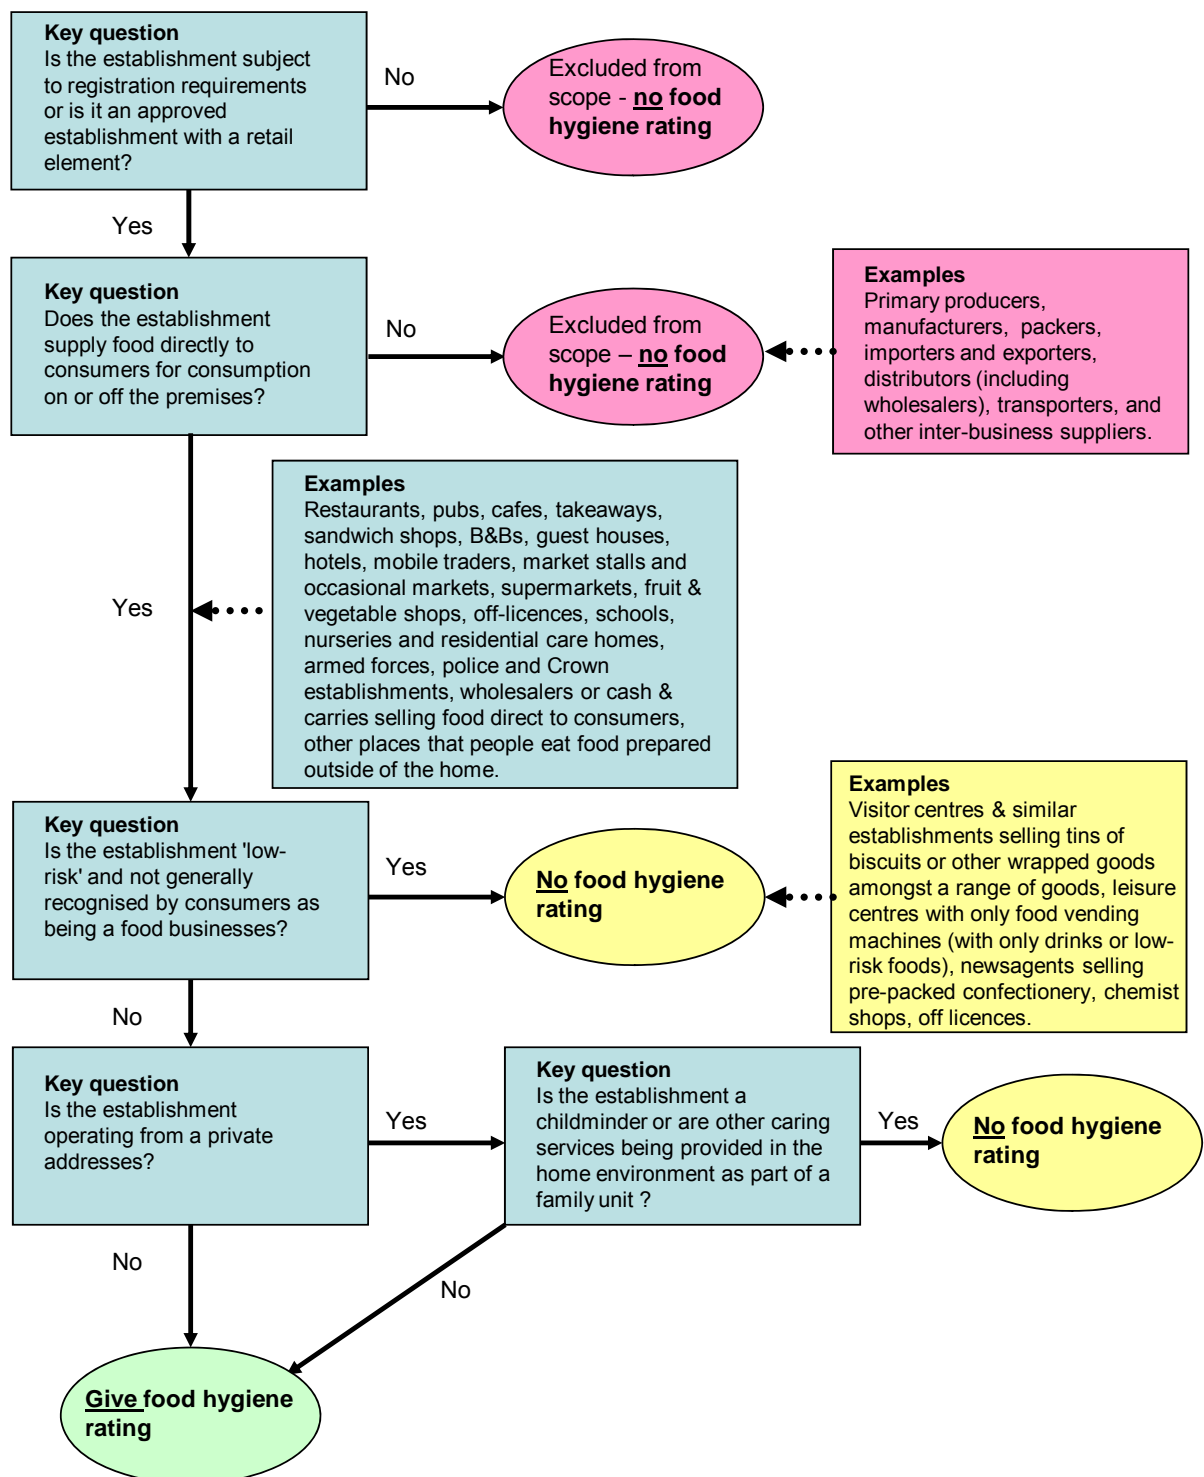 Key question
Is the establishment subject
to registration requirements
or is it an approved
establishment with a retail
element?
No
Excluded from
scope - no food
hygiene rating
Yes
Key question
Does the establishment
supply food directly to
consumers for consumption
on or off the premises?
No
Excluded from
scope – no food
hygiene rating
Examples
Primary producers,
manufacturers, packers,
importers and exporters,
distributors (including
wholesalers), transporters, and
other inter-business suppliers.
Yes
Examples
Restaurants, pubs, cafes, takeaways,
sandwich shops, B&Bs, guest houses,
hotels, mobile traders, market stalls and
occasional markets, supermarkets, fruit &
vegetable shops, off-licences, schools,
nurseries and residential care homes,
armed forces, police and Crown
establishments, wholesalers or cash &
carries selling food direct to consumers,
other places that people eat food prepared
outside of the home.
Key question
Is the establishment 'low-
risk' and not generally
recognised by consumers as
being a food businesses?
Yes
No food hygiene
rating
Examples
Visitor centres & similar
establishments selling tins of
biscuits or other wrapped goods
amongst a range of goods, leisure
centres with only food vending
machines (with only drinks or low-
risk foods), newsagents selling
pre-packed confectionery, chemist
shops, off licences.
No
Key question
Is the establishment
operating from a private
addresses?
Yes
Key question
Is the establishment a
childminder or are other caring
services being provided in the
home environment as part of a
family unit ?
Yes
No food hygiene
rating
No
No
Give food hygiene
rating